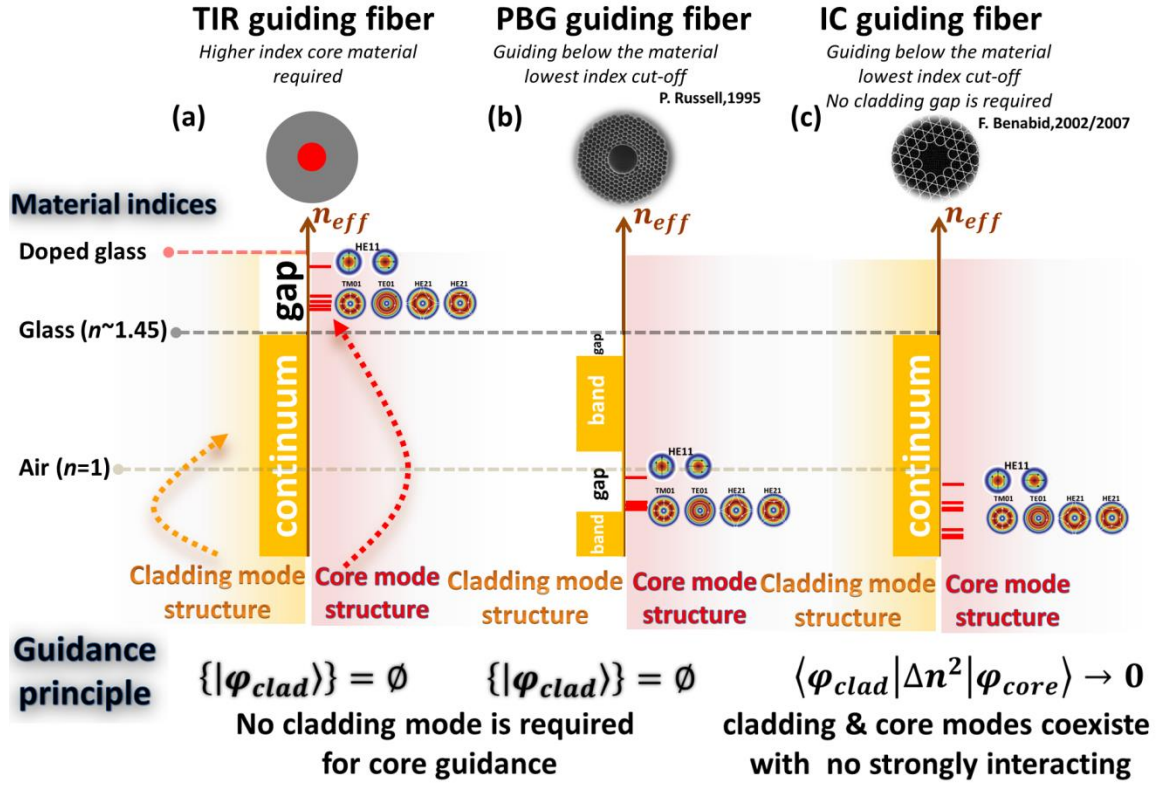 TIR guiding fiber
Higher index core material
required
PBG guiding fiber
Guiding below the material
lowest index cut-off
P. Russell,1995
IC guiding fiber
Guiding below the material
lowest index cut-off
No cladding gap is required
F. Benabid,2002/2007
(a)
(b)
(c)
Material indices
n_eff
n_eff
n_eff
Doped glass
Glass (n~1.45)
Air (n=1)
gap
continuum
HE11
TM01 TE01 HE21 HE21
gap
band
gap
band
HE11
TM01 TE01 HE21 HE21
continuum
HE11
TM01 TE01 HE21 HE21
Cladding mode
structure
Core mode
structure
Cladding mode
structure
Core mode
structure
Cladding mode
structure
Core mode
structure
Guidance
principle
{|φ_clad⟩} = ∅
{|φ_clad⟩} = ∅
⟨φ_clad|Δn²|φ_core⟩ → 0
No cladding mode is required
for core guidance
cladding & core modes coexiste
with no strongly interacting